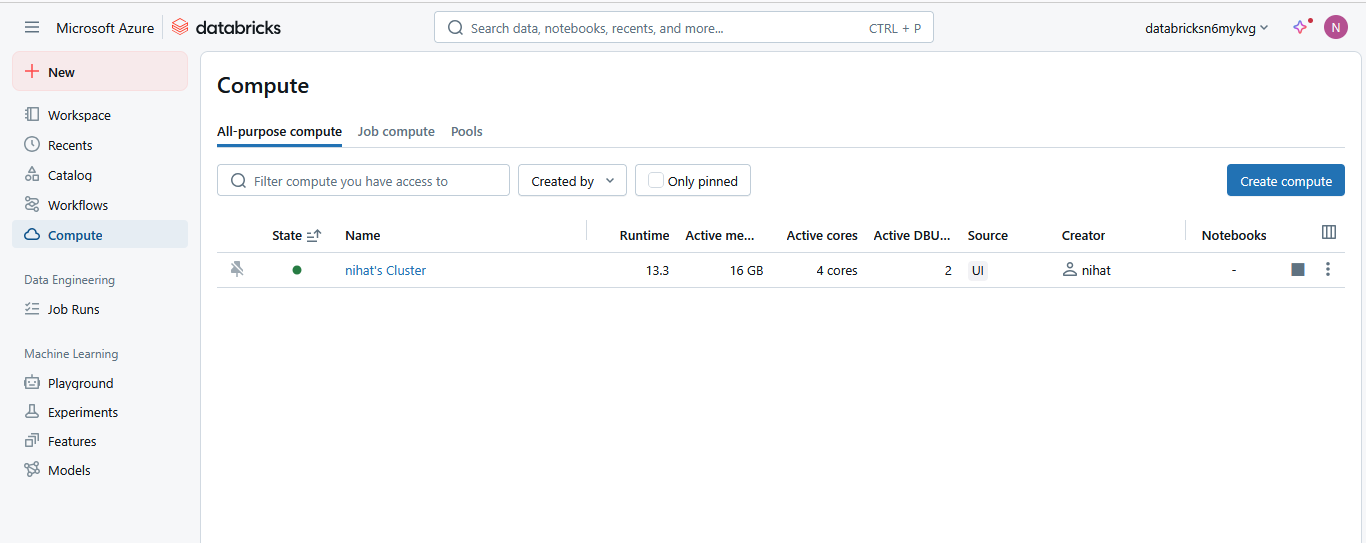 Microsoft Azure databricks
Search data, notebooks, recents, and more... CTRL + P
databricksn6mykvg
N
New
Workspace
Recents
Catalog
Workflows
Compute
Data Engineering
Job Runs
Machine Learning
Playground
Experiments
Features
Models
Compute
All-purpose compute Job compute Pools
Filter compute you have access to Created by Only pinned Create compute
State Name Runtime Active me... Active cores Active DBU... Source Creator Notebooks
nihat's Cluster 13.3 16 GB 4 cores 2 UI nihat -